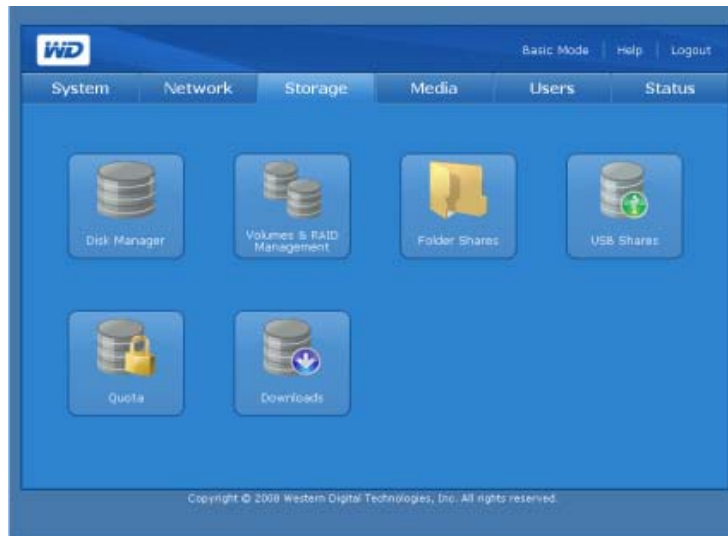 WD
Basic Mode | Help | Logout
System Network Storage Media Users Status
Disk Manager
Volumes & RAID
Management
Folder Shares
USB Shares
Quota
Downloads
Copyright © 2008 Western Digital Technologies, Inc. All rights reserved.